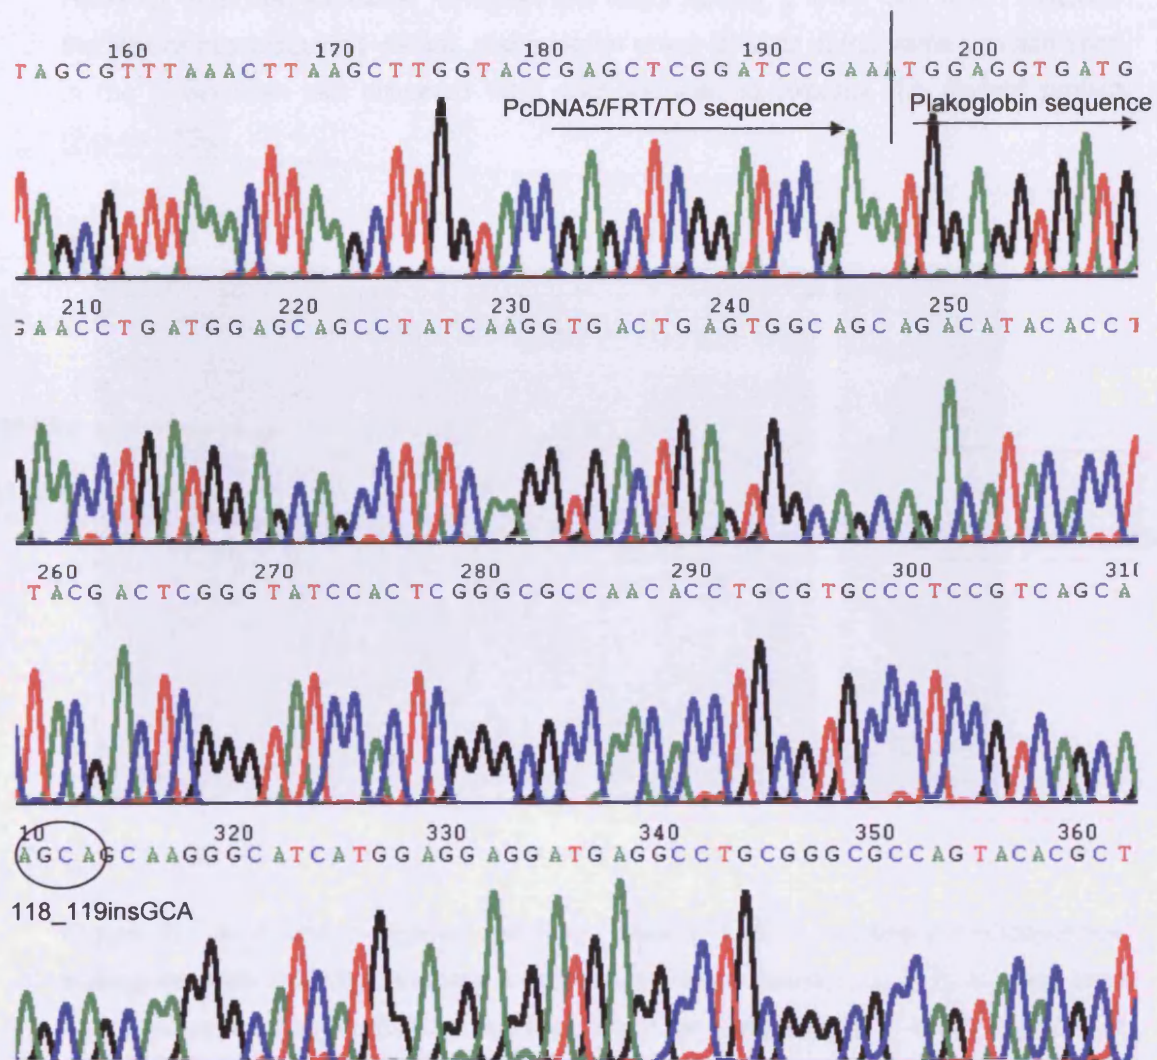 160 170 180 190 200
TAGCGTTTAAACTTAAGCTTGGTACCGAGCTCGGATCCGAAATGGAGGTGATG
PcDNA5/FRT/TO sequence Plakoglobin sequence
210 220 230 240 250
GAACCTGATGGAGCAGCCTATCAAGGTGACTGAGTGGCAGCAGACATACACCT
260 270 280 290 300 310
TACGACTCGGGTATCCACTCGGGCGCCAACACCTGCGTGCCCTCCGTCAGCA
10 320 330 340 350 360
AGCAGCAAGGGCATCATGGAGGAGGATGAGGCCTGCGGGCGCCAGTACACGCT
118_119insGCA